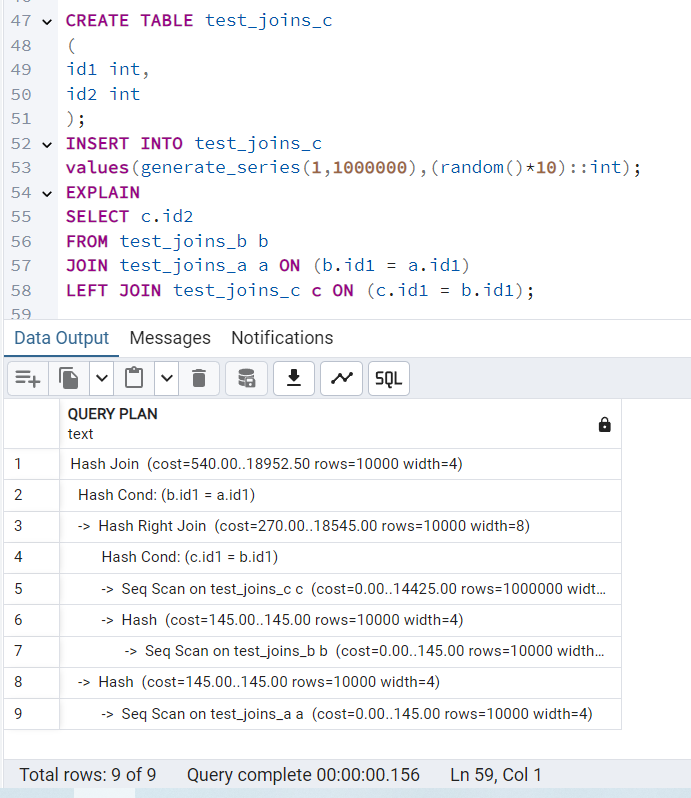 47 CREATE TABLE test_joins_c
48 (
49 id1 int,
50 id2 int
51 );
52 INSERT INTO test_joins_c
53 values(generate_series(1,1000000),(random()*10)::int);
54 EXPLAIN
55 SELECT c.id2
56 FROM test_joins_b b
57 JOIN test_joins_a a ON (b.id1 = a.id1)
58 LEFT JOIN test_joins_c c ON (c.id1 = b.id1);
59
Data Output Messages Notifications
SQL
QUERY PLAN
text
1 Hash Join (cost=540.00..18952.50 rows=10000 width=4)
2 Hash Cond: (b.id1 = a.id1)
3 -> Hash Right Join (cost=270.00..18545.00 rows=10000 width=8)
4 Hash Cond: (c.id1 = b.id1)
5 -> Seq Scan on test_joins_c c (cost=0.00..14425.00 rows=1000000 widt...
6 -> Hash (cost=145.00..145.00 rows=10000 width=4)
7 -> Seq Scan on test_joins_b b (cost=0.00..145.00 rows=10000 width...
8 -> Hash (cost=145.00..145.00 rows=10000 width=4)
9 -> Seq Scan on test_joins_a a (cost=0.00..145.00 rows=10000 width=4)
Total rows: 9 of 9 Query complete 00:00:00.156 Ln 59, Col 1